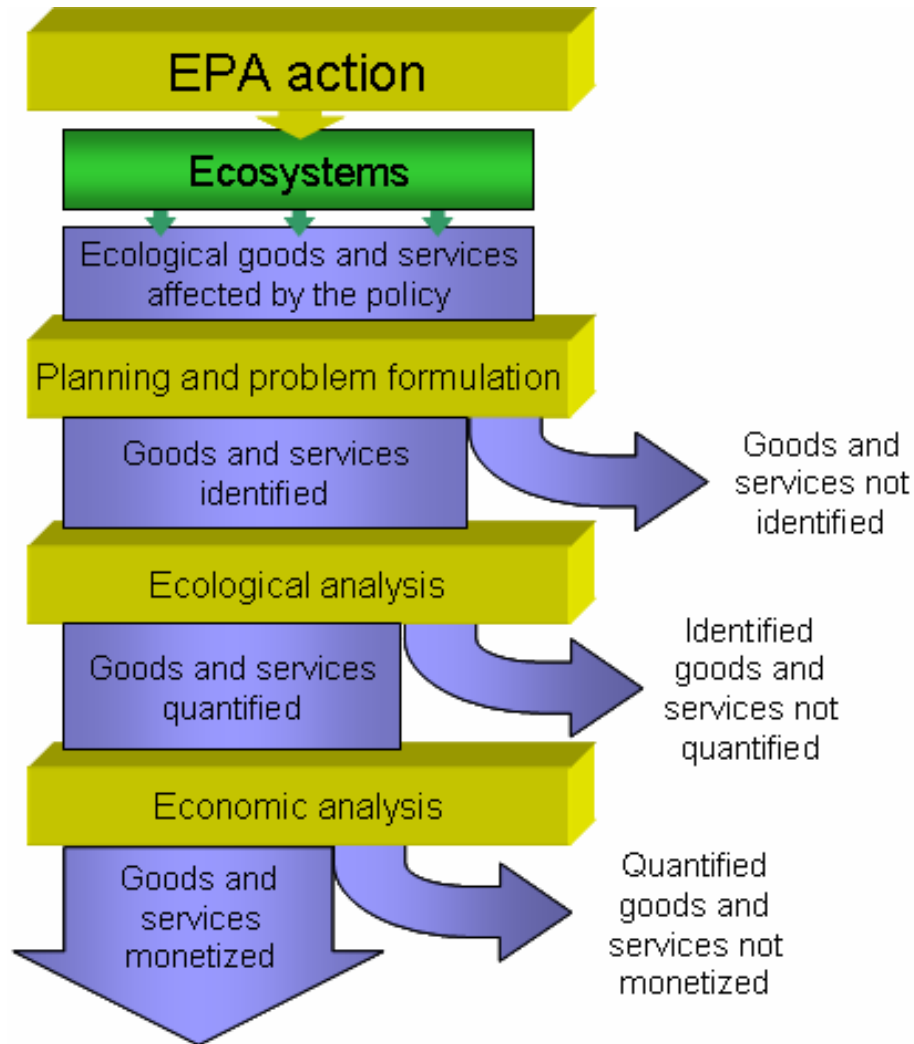 EPA action
Ecosystems
Ecological goods and services
affected by the policy
Planning and problem formulation
Goods and services
identified
Goods and
services not
identified
Ecological analysis
Goods and services
quantified
Identified
goods and
services not
quantified
Economic analysis
Goods and
services
monetized
Quantified
goods and
services not
monetized